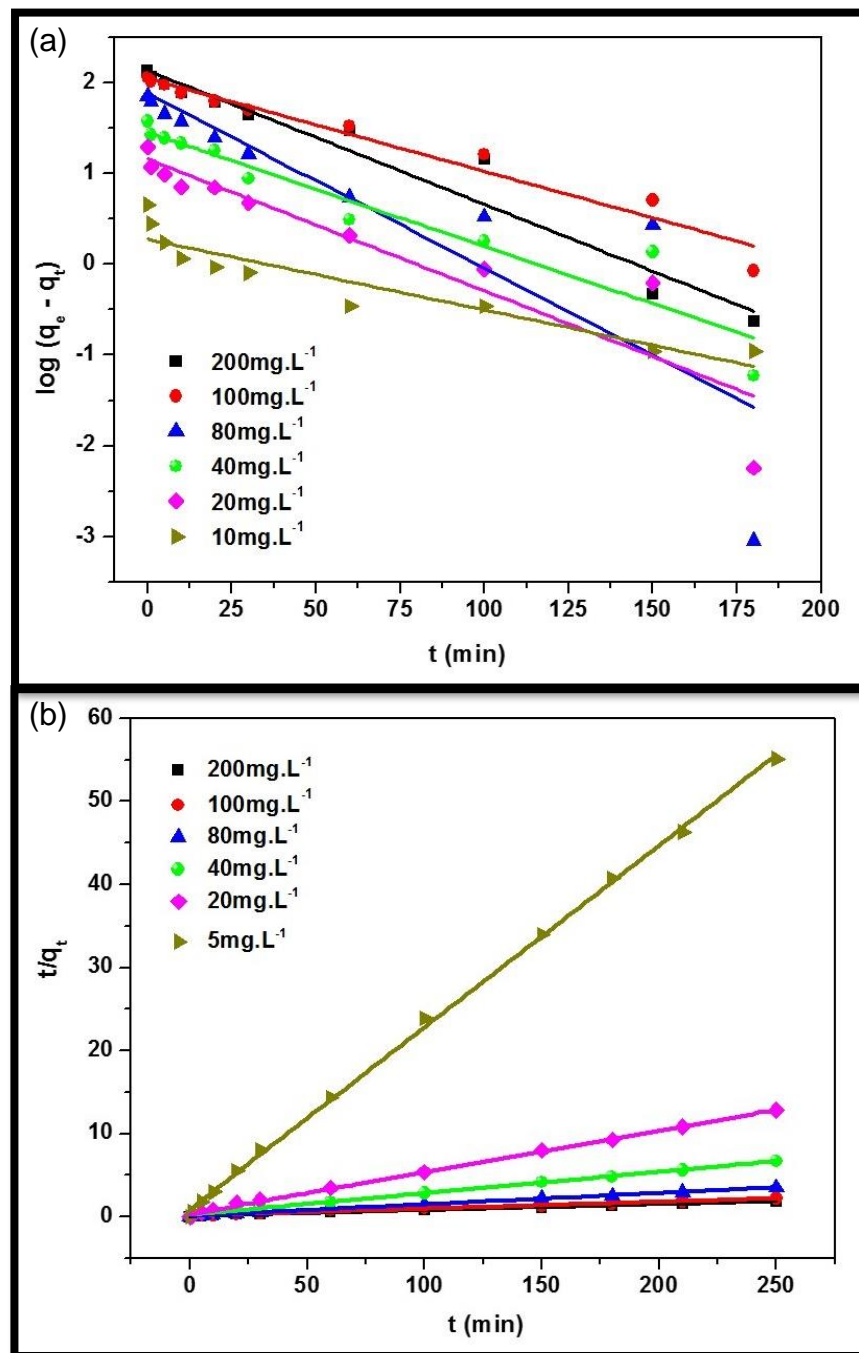 (a)
2
1
0
-1
-2
-3
log (qₑ - qₜ)
200mg.L⁻¹
100mg.L⁻¹
80mg.L⁻¹
40mg.L⁻¹
20mg.L⁻¹
10mg.L⁻¹
0 25 50 75 100 125 150 175 200
t (min)
(b)
60
50
40
30
20
10
0
t/qₜ
200mg.L⁻¹
100mg.L⁻¹
80mg.L⁻¹
40mg.L⁻¹
20mg.L⁻¹
5mg.L⁻¹
0 50 100 150 200 250
t (min)